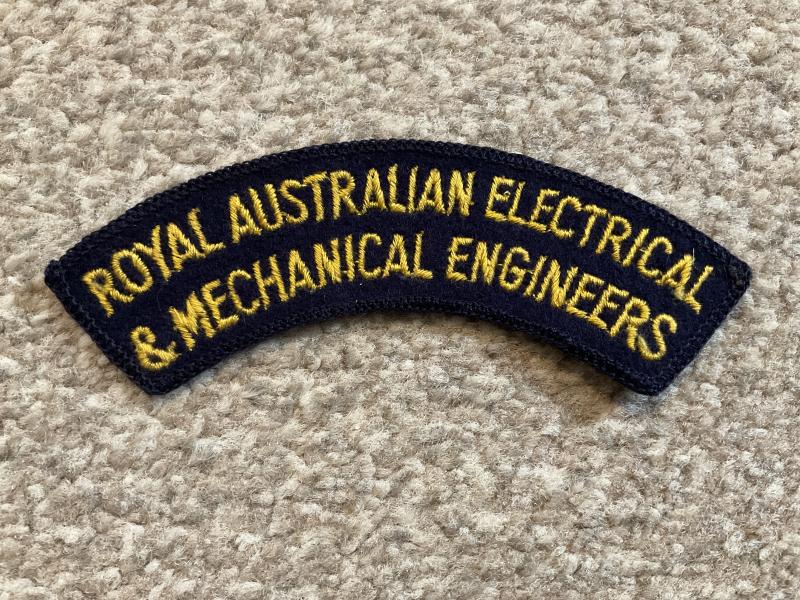 ROYAL AUSTRALIAN ELECTRICAL
& MECHANICAL ENGINEERS